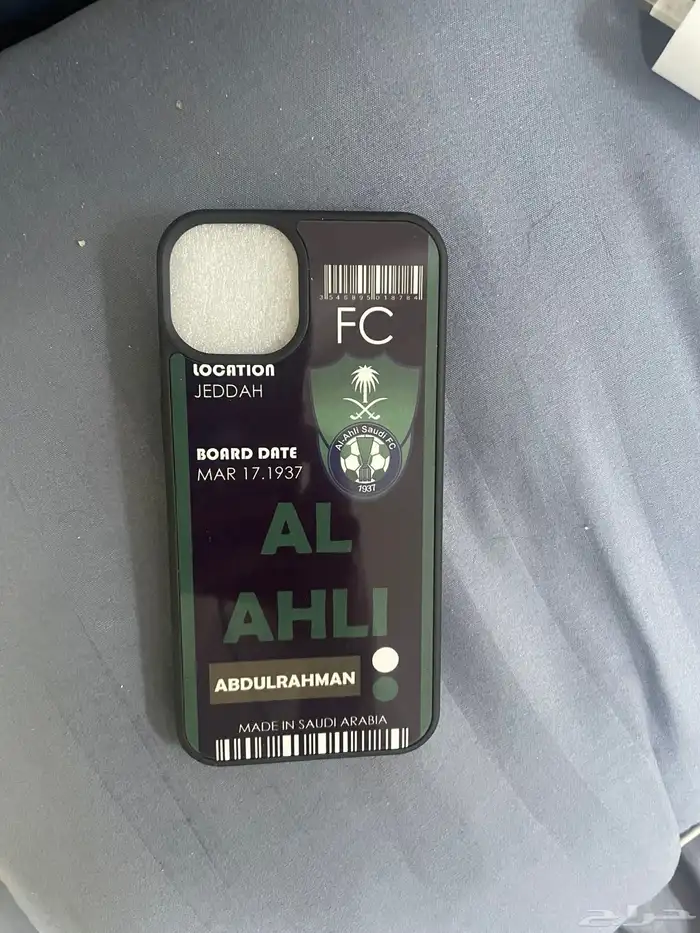 3546895018784
FC
LOCATION
JEDDAH
Al-Ahli Saudi FC
1937
BOARD DATE
MAR 17.1937
AL
AHLI
ABDULRAHMAN
MADE IN SAUDI ARABIA
حراج